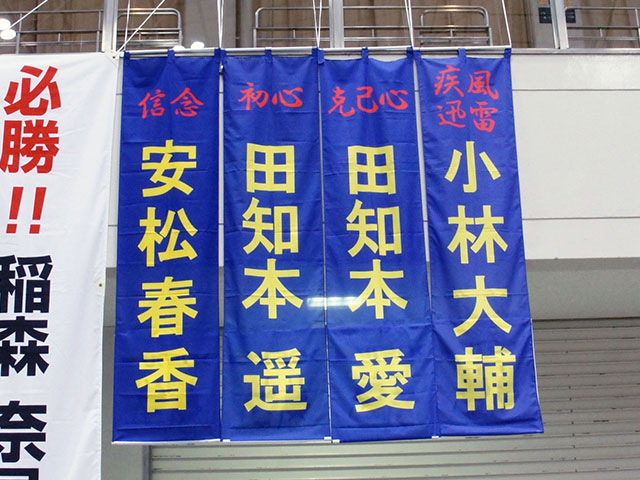 必勝!!
稲森
信念
安松春香
初心
田知本 遥
克己心
田知本 愛
疾風
迅雷
小林大輔